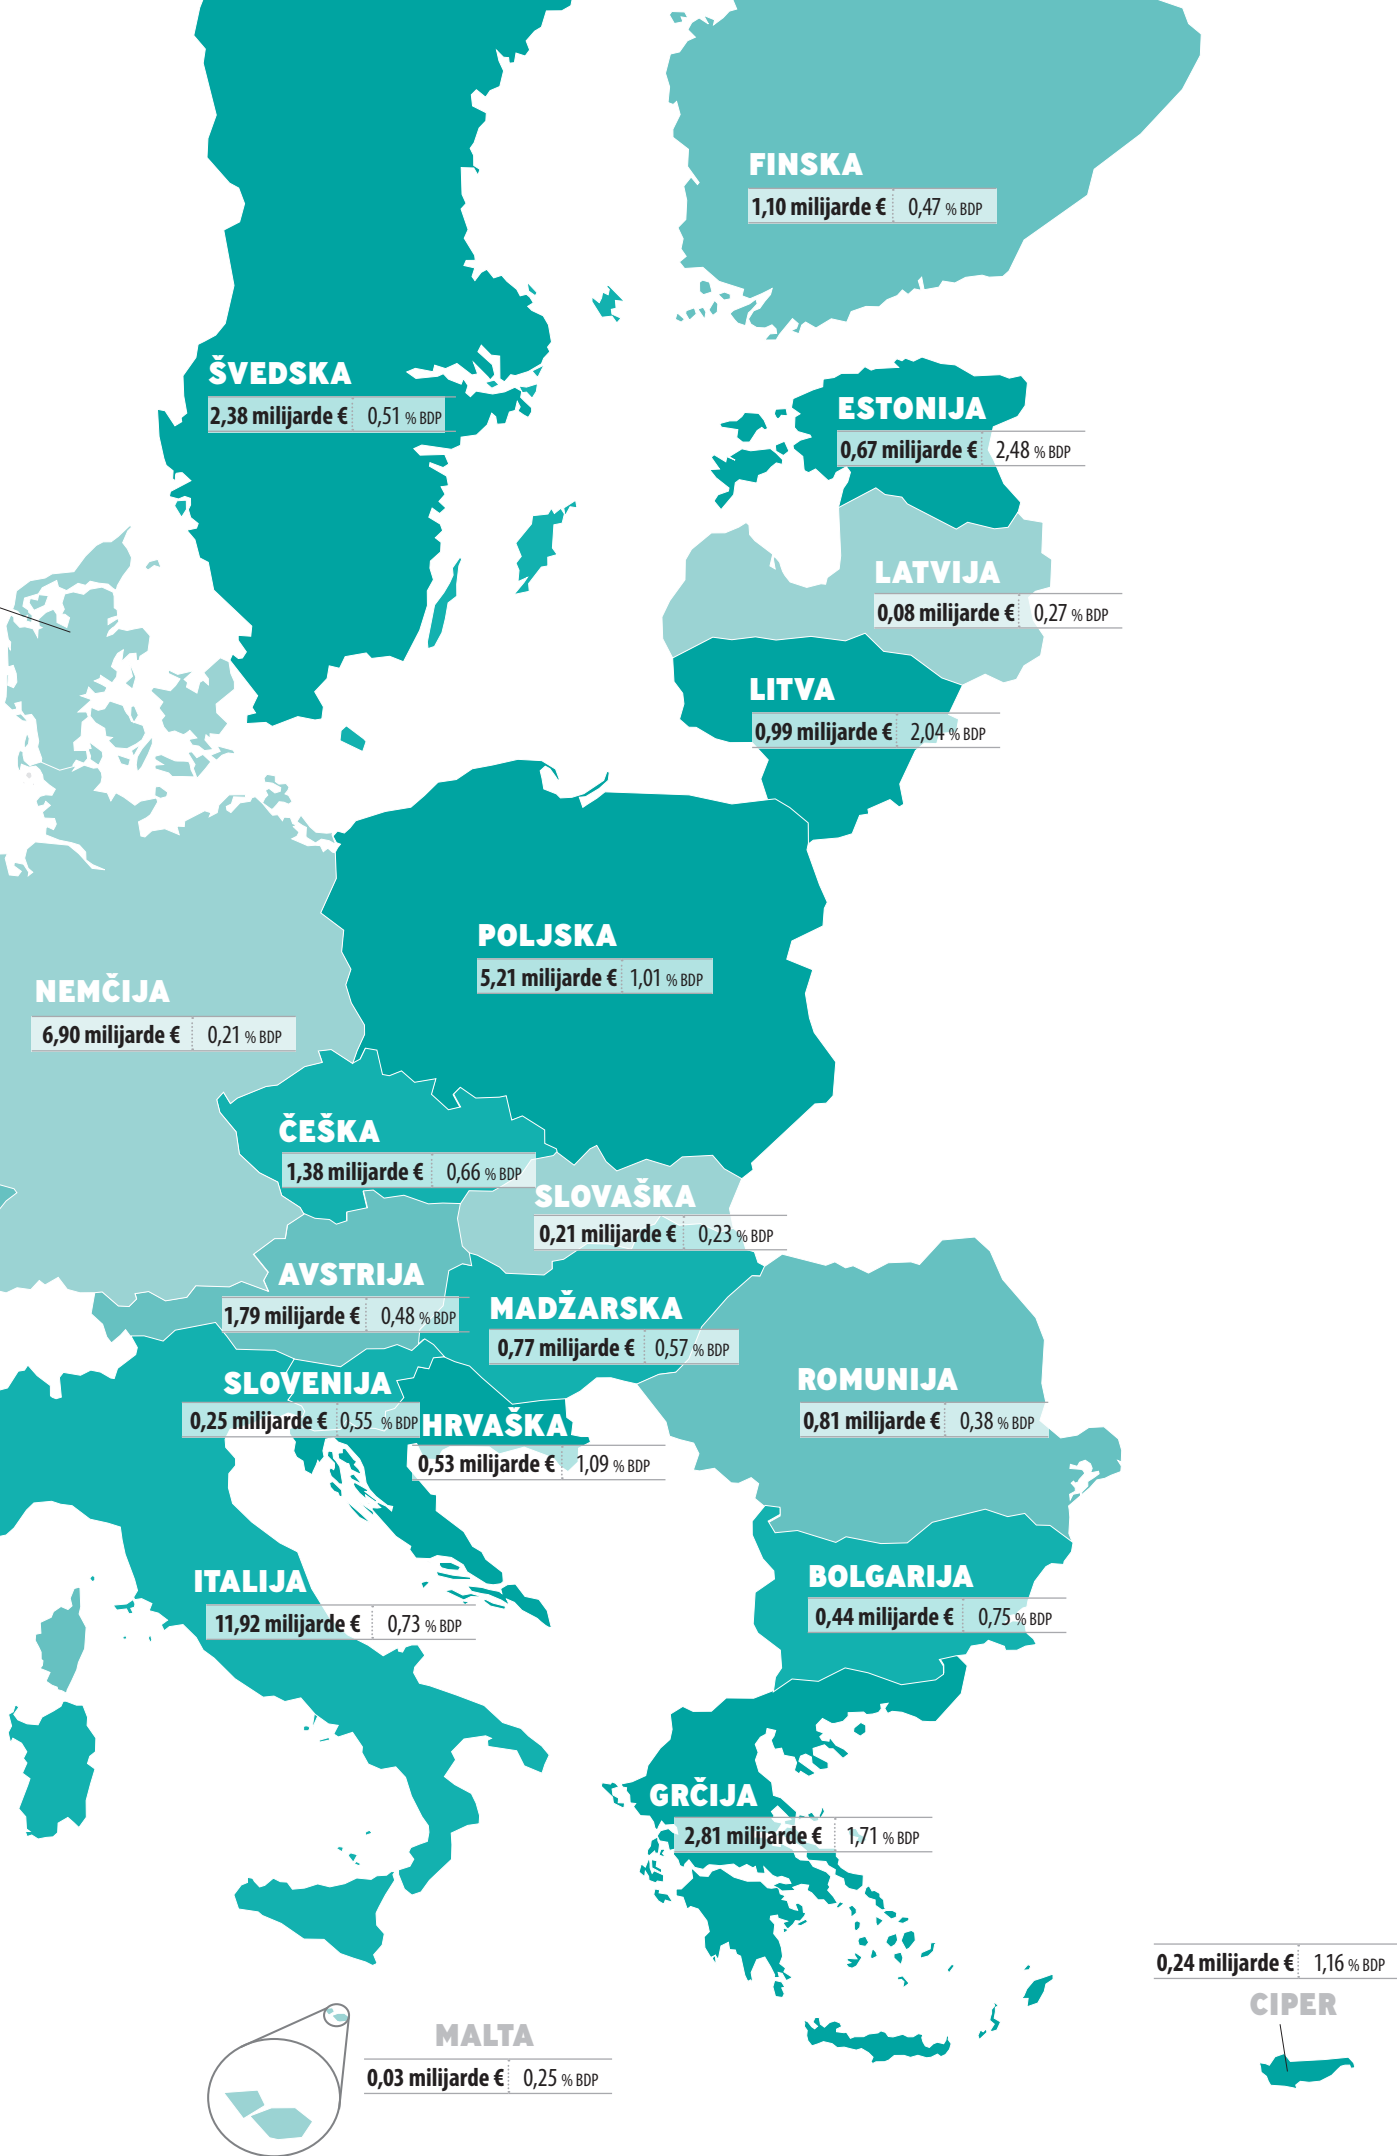 FINSKA
1,10 milijarde € 0,47 % BDP
ŠVEDSKA
2,38 milijarde € 0,51 % BDP
ESTONIJA
0,67 milijarde € 2,48 % BDP
LATVIJA
0,08 milijarde € 0,27 % BDP
LITVA
0,99 milijarde € 2,04 % BDP
POLJSKA
5,21 milijarde € 1,01 % BDP
NEMČIJA
6,90 milijarde € 0,21 % BDP
ČEŠKA
1,38 milijarde € 0,66 % BDP
SLOVAŠKA
0,21 milijarde € 0,23 % BDP
AVSTRIJA
1,79 milijarde € 0,48 % BDP
MADŽARSKA
0,77 milijarde € 0,57 % BDP
SLOVENIJA
0,25 milijarde € 0,55 % BDP
HRVAŠKA
0,53 milijarde € 1,09 % BDP
ROMUNIJA
0,81 milijarde € 0,38 % BDP
ITALIJA
11,92 milijarde € 0,73 % BDP
BOLGARIJA
0,44 milijarde € 0,75 % BDP
GRČIJA
2,81 milijarde € 1,71 % BDP
0,24 milijarde € 1,16 % BDP
CIPER
MALTA
0,03 milijarde € 0,25 % BDP